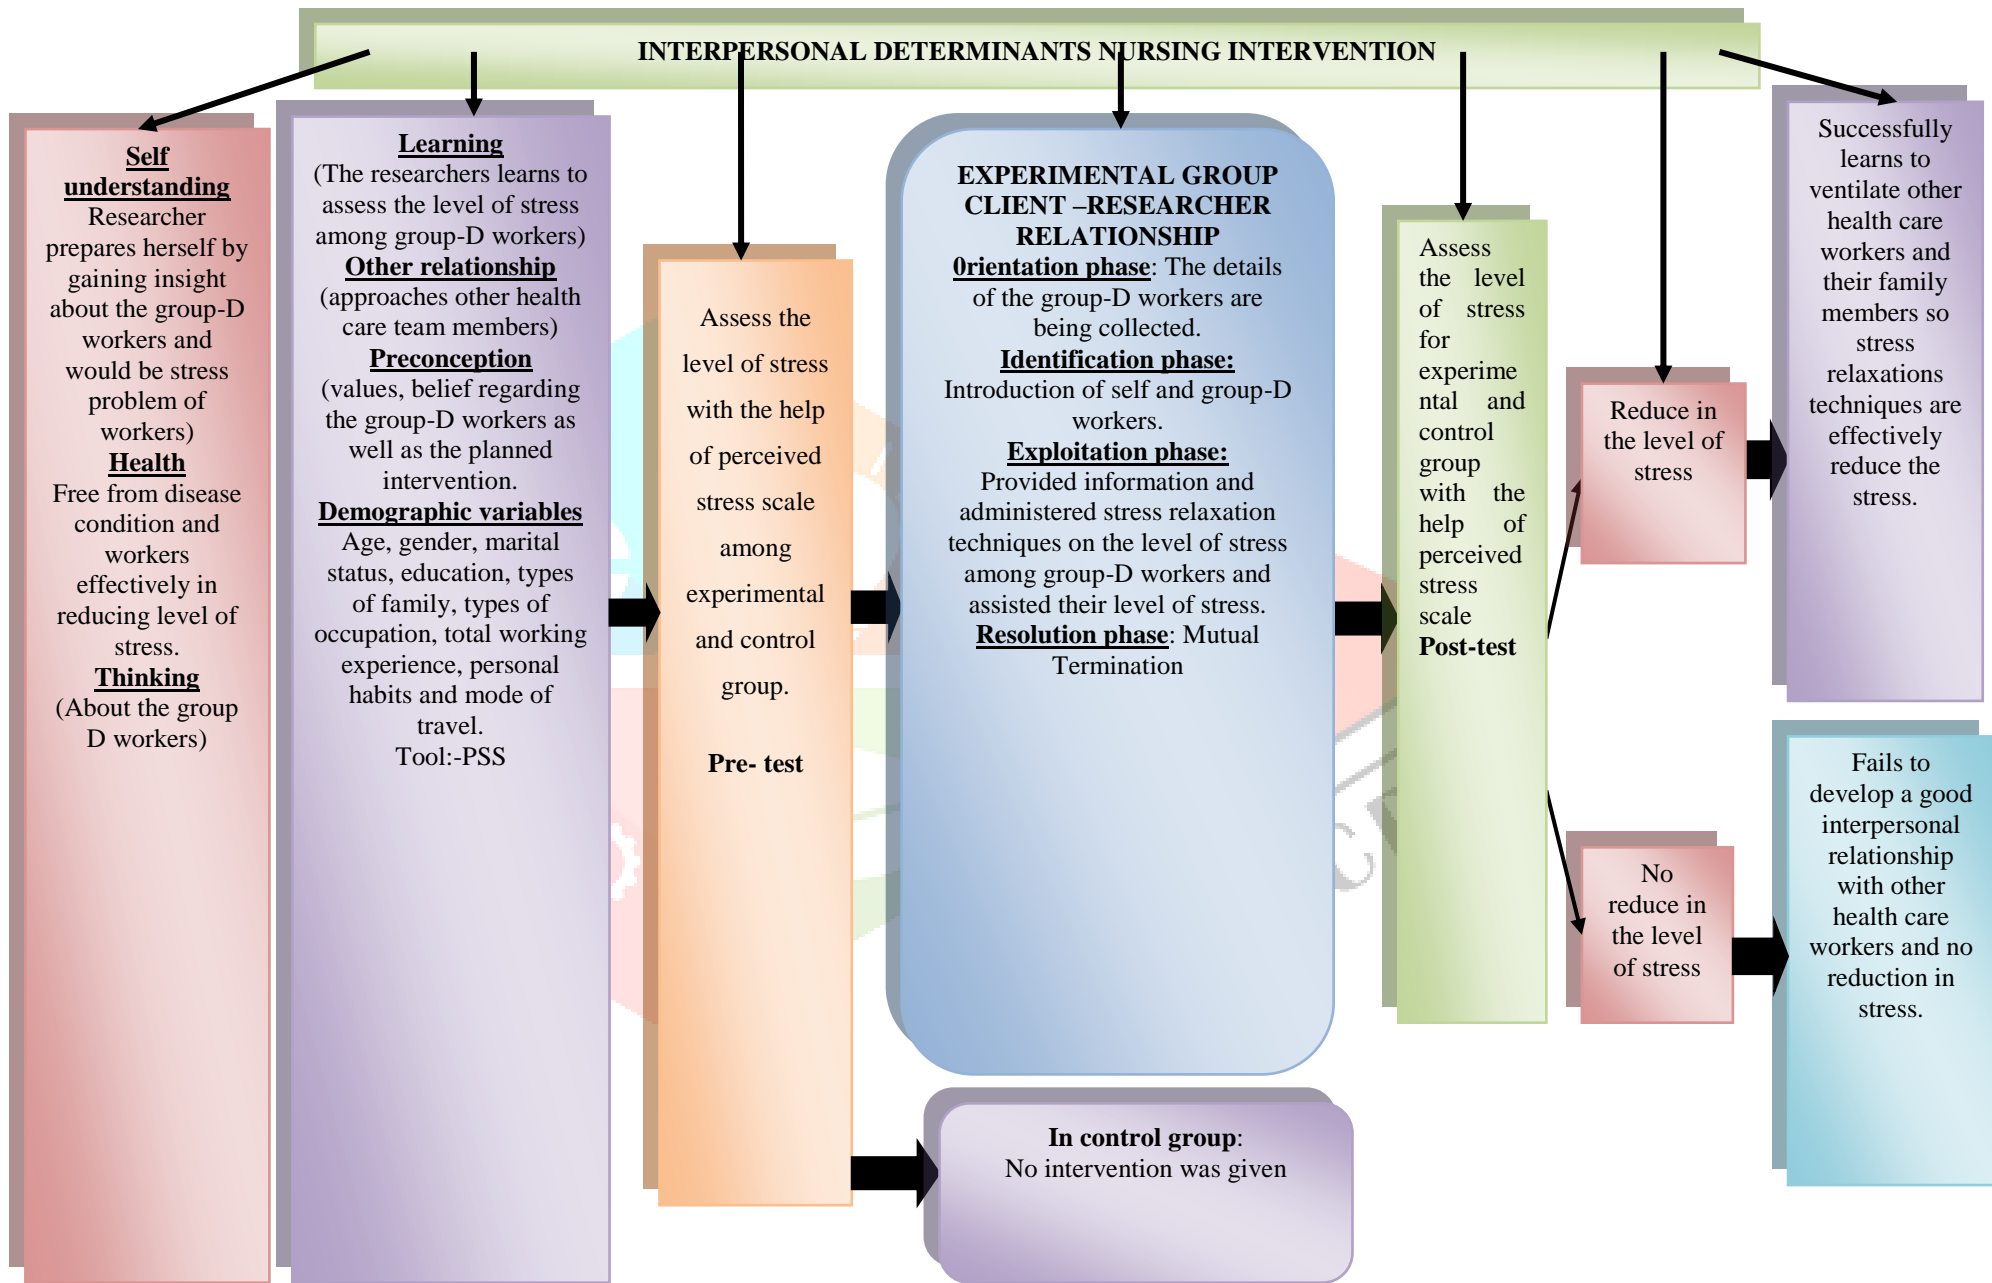 INTERPERSONAL DETERMINANTS NURSING INTERVENTION
Self
understanding
Researcher
prepares herself by
gaining insight
about the group-D
workers and
would be stress
problem of
workers)
Health
Free from disease
condition and
workers
effectively in
reducing level of
stress.
Thinking
(About the group
D workers)
Learning
(The researchers learns to
assess the level of stress
among group-D workers)
Other relationship
(approaches other health
care team members)
Preconception
(values, belief regarding
the group-D workers as
well as the planned
intervention.
Demographic variables
Age, gender, marital
status, education, types
of family, types of
occupation, total working
experience, personal
habits and mode of
travel.
Tool:-PSS
Assess the
level of stress
with the help
of perceived
stress scale
among
experimental
and control
group.
Pre- test
EXPERIMENTAL GROUP
CLIENT –RESEARCHER
RELATIONSHIP
0rientation phase: The details
of the group-D workers are
being collected.
Identification phase:
Introduction of self and group-D
workers.
Exploitation phase:
Provided information and
administered stress relaxation
techniques on the level of stress
among group-D workers and
assisted their level of stress.
Resolution phase: Mutual
Termination
In control group:
No intervention was given
Assess
the level
of stress
for
experime
ntal and
control
group
with the
help of
perceived
stress
scale
Post-test
Reduce in
the level of
stress
No
reduce in
the level
of stress
Successfully
learns to
ventilate other
health care
workers and
their family
members so
stress
relaxations
techniques are
effectively
reduce the
stress.
Fails to
develop a good
interpersonal
relationship
with other
health care
workers and no
reduction in
stress.